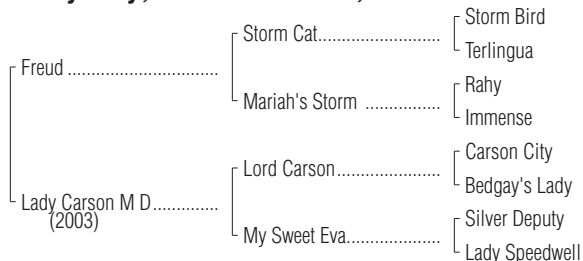 Storm Bird
Storm Cat..........................
Terlingua
Freud ................................
Rahy
Mariah's Storm ................
Immense
Carson City
Lord Carson......................
Bedgay's Lady
Lady Carson M D..............
(2003)
Silver Deputy
My Sweet Eva....................
Lady Speedwell